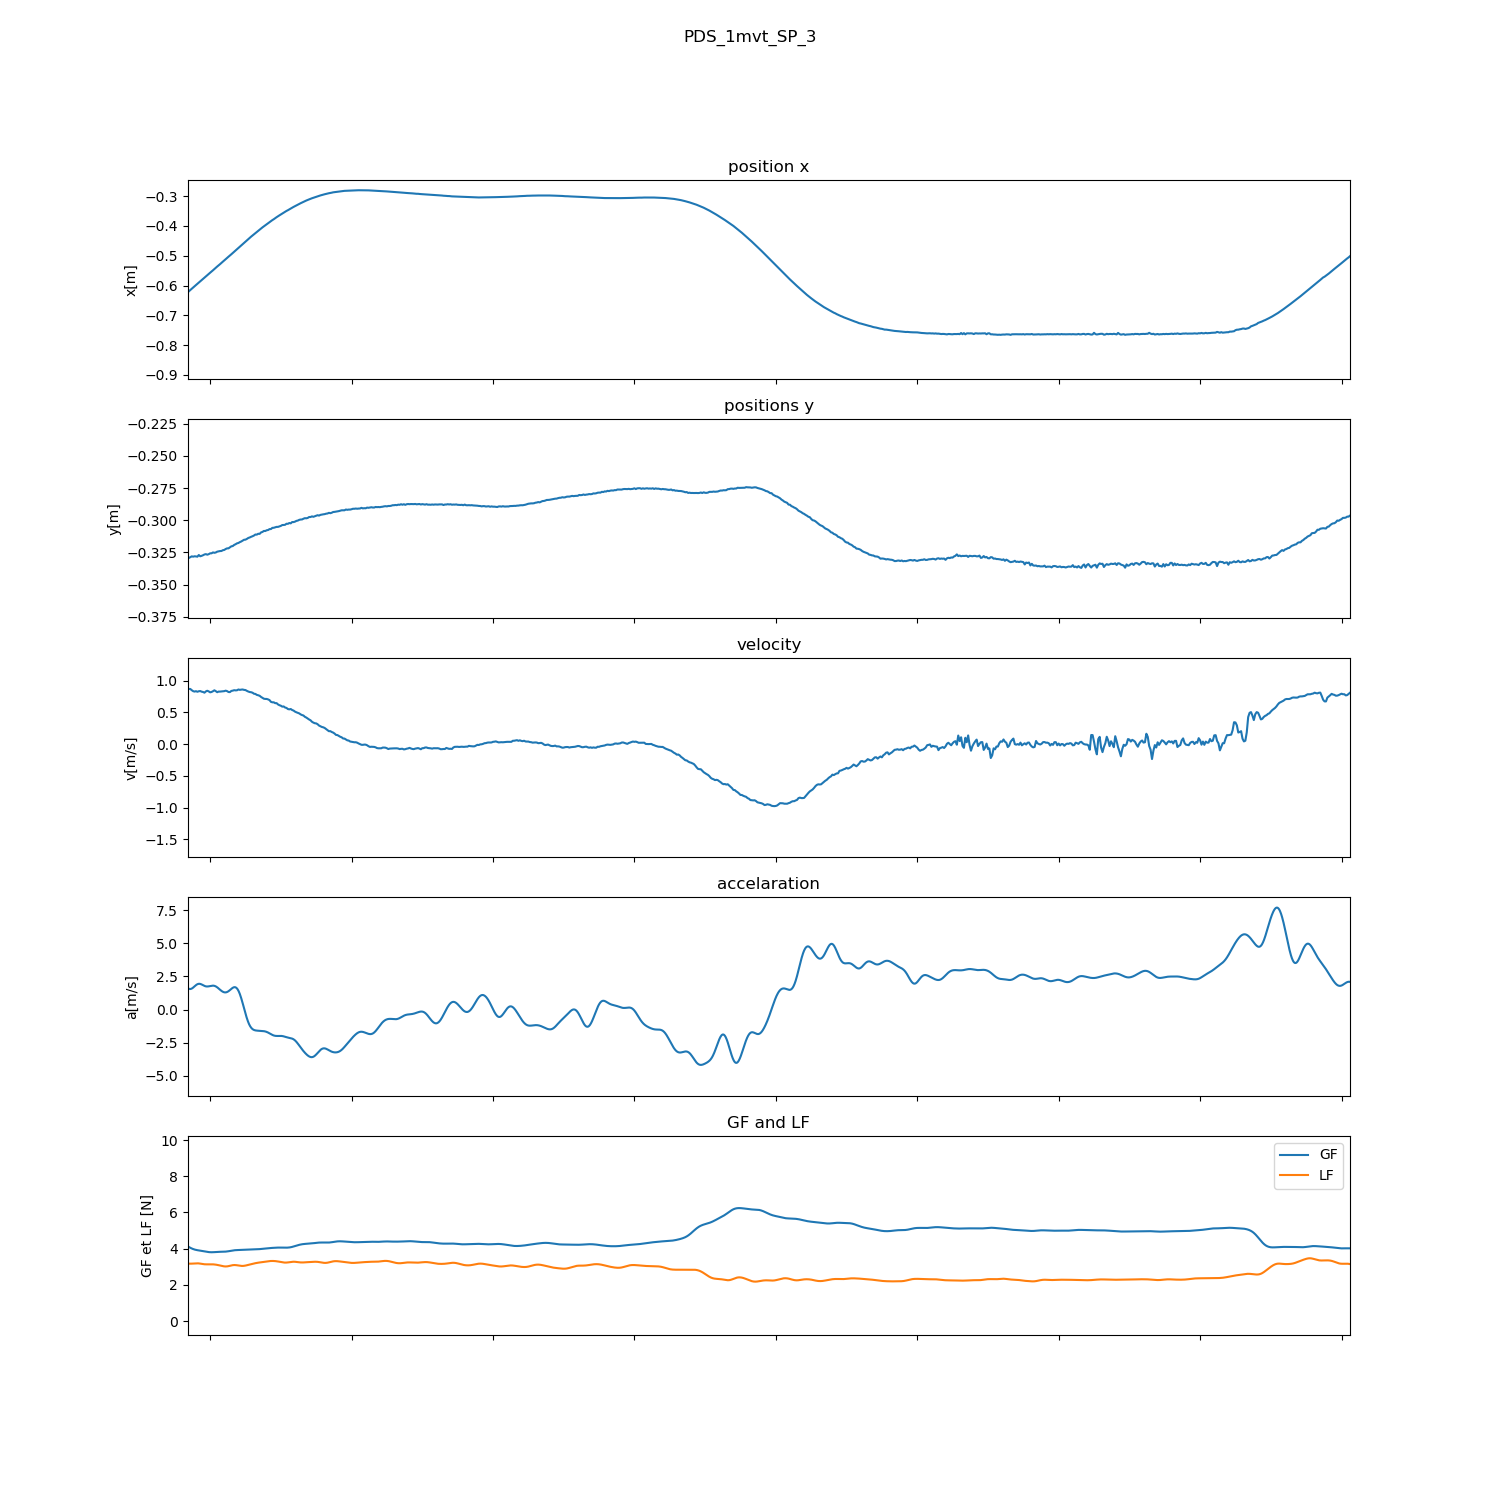 PDS_1mvt_SP_3
position x
−0.3
−0.4
−0.5
−0.6
−0.7
−0.8
−0.9
x[m]
positions y
−0.225
−0.250
−0.275
−0.300
−0.325
−0.350
−0.375
y[m]
velocity
1.0
0.5
0.0
−0.5
−1.0
−1.5
v[m/s]
accelaration
7.5
5.0
2.5
0.0
−2.5
−5.0
a[m/s]
GF and LF
10
8
6
4
2
0
GF et LF [N]
GF
LF